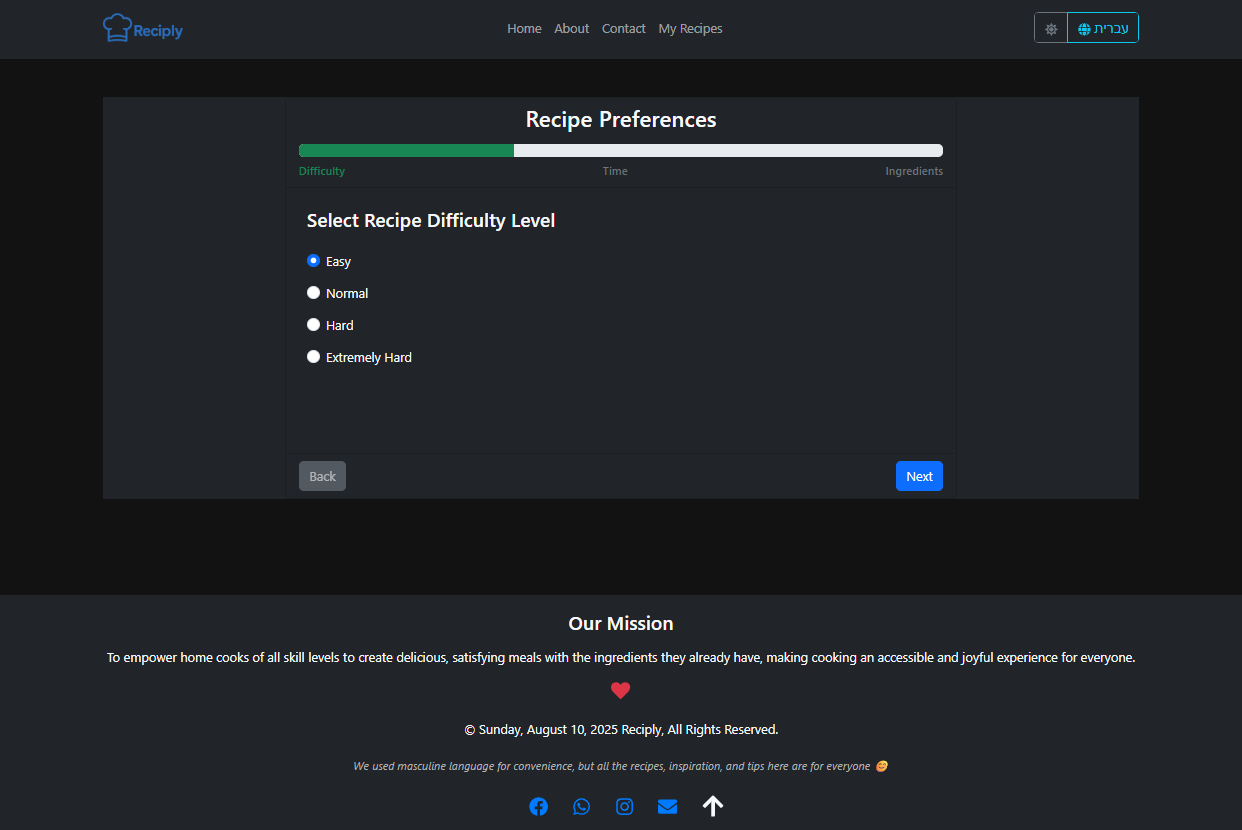 Reciply
Home About Contact My Recipes
עברית
Recipe Preferences
Difficulty Time Ingredients
Select Recipe Difficulty Level
Easy
Normal
Hard
Extremely Hard
Back Next
Our Mission
To empower home cooks of all skill levels to create delicious, satisfying meals with the ingredients they already have, making cooking an accessible and joyful experience for everyone.
© Sunday, August 10, 2025 Reciply, All Rights Reserved.
We used masculine language for convenience, but all the recipes, inspiration, and tips here are for everyone 😊